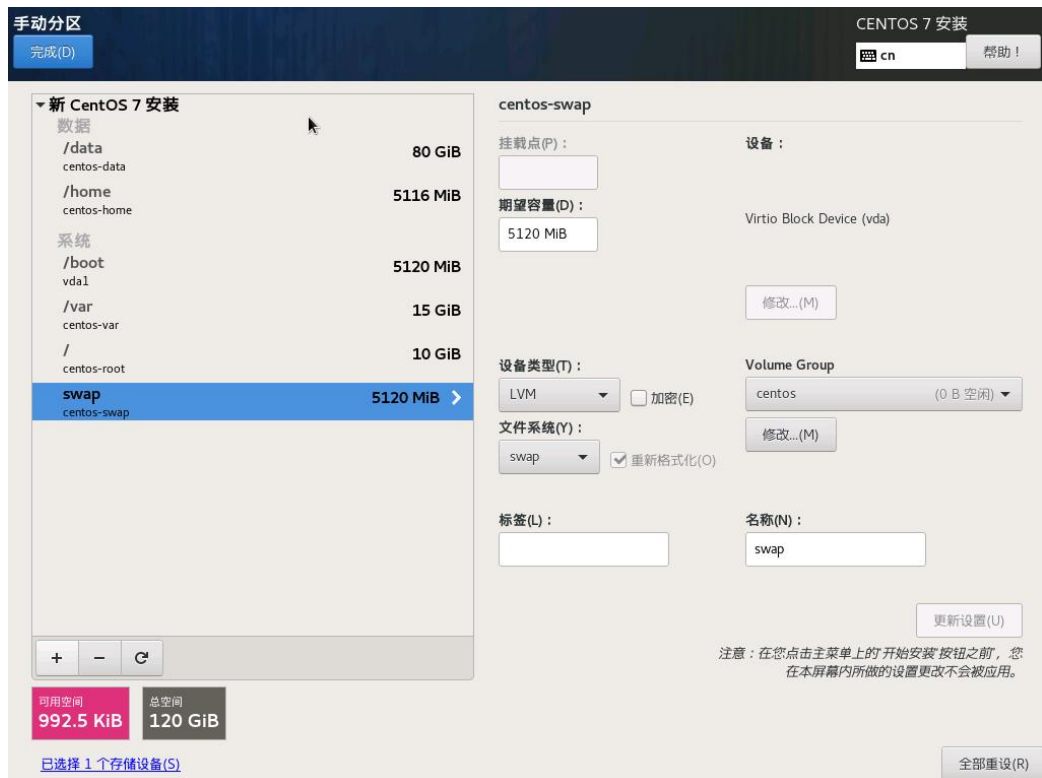 手动分区
完成(D)
CENTOS 7 安装
cn
帮助！
新 CentOS 7 安装
数据
/data
centos-data
80 GiB
/home
centos-home
5116 MiB
系统
/boot
vda1
5120 MiB
/var
centos-var
15 GiB
/
centos-root
10 GiB
swap
centos-swap
5120 MiB
centos-swap
挂载点(P)：
设备：
期望容量(D)：
5120 MiB
Virtio Block Device (vda)
修改...(M)
设备类型(T)：
Volume Group
LVM
加密(E)
centos
(0 B 空闲)
文件系统(Y)：
修改...(M)
swap
重新格式化(O)
标签(L)：
名称(N)：
swap
更新设置(U)
注意：在您点击主菜单上的'开始安装'按钮之前，您
在本屏幕内所做的设置更改不会被应用。
+ −
可用空间
992.5 KiB
总空间
120 GiB
已选择 1 个存储设备(S)
全部重设(R)